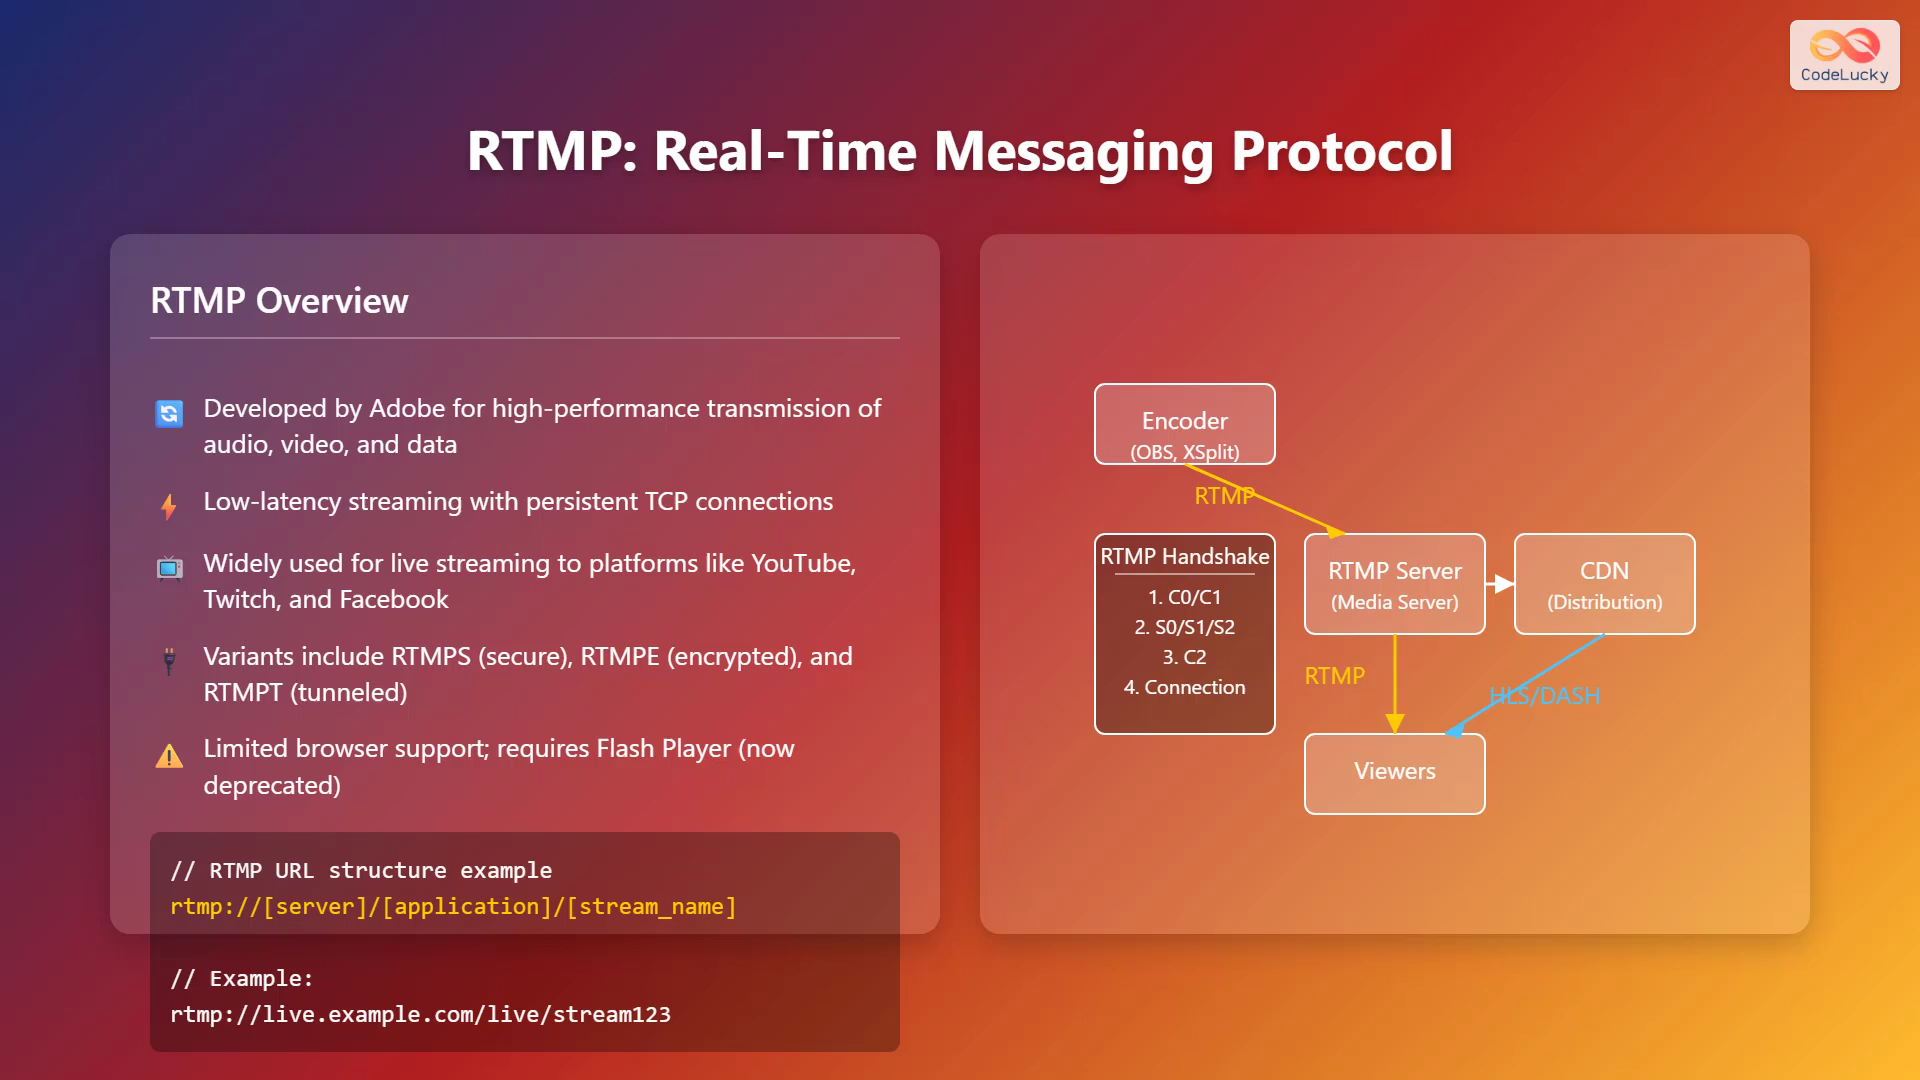 CodeLucky
RTMP: Real-Time Messaging Protocol
RTMP Overview
Developed by Adobe for high-performance transmission of
audio, video, and data
Low-latency streaming with persistent TCP connections
Widely used for live streaming to platforms like YouTube,
Twitch, and Facebook
Variants include RTMPS (secure), RTMPE (encrypted), and
RTMPT (tunneled)
Limited browser support; requires Flash Player (now
deprecated)
// RTMP URL structure example
rtmp://[server]/[application]/[stream_name]
// Example:
rtmp://live.example.com/live/stream123
Encoder
(OBS, XSplit)
RTMP
RTMP Handshake
1. C0/C1
2. S0/S1/S2
3. C2
4. Connection
RTMP Server
(Media Server)
CDN
(Distribution)
RTMP
HLS/DASH
Viewers